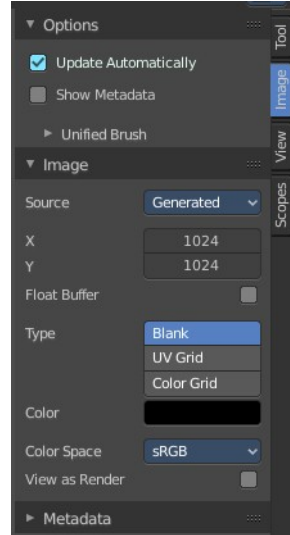 Options
Update Automatically
Show Metadata
Unified Brush
Image
Source Generated
X 1024
Y 1024
Float Buffer
Type Blank
UV Grid
Color Grid
Color
Color Space sRGB
View as Render
Metadata
Tool
Image
View
Scopes